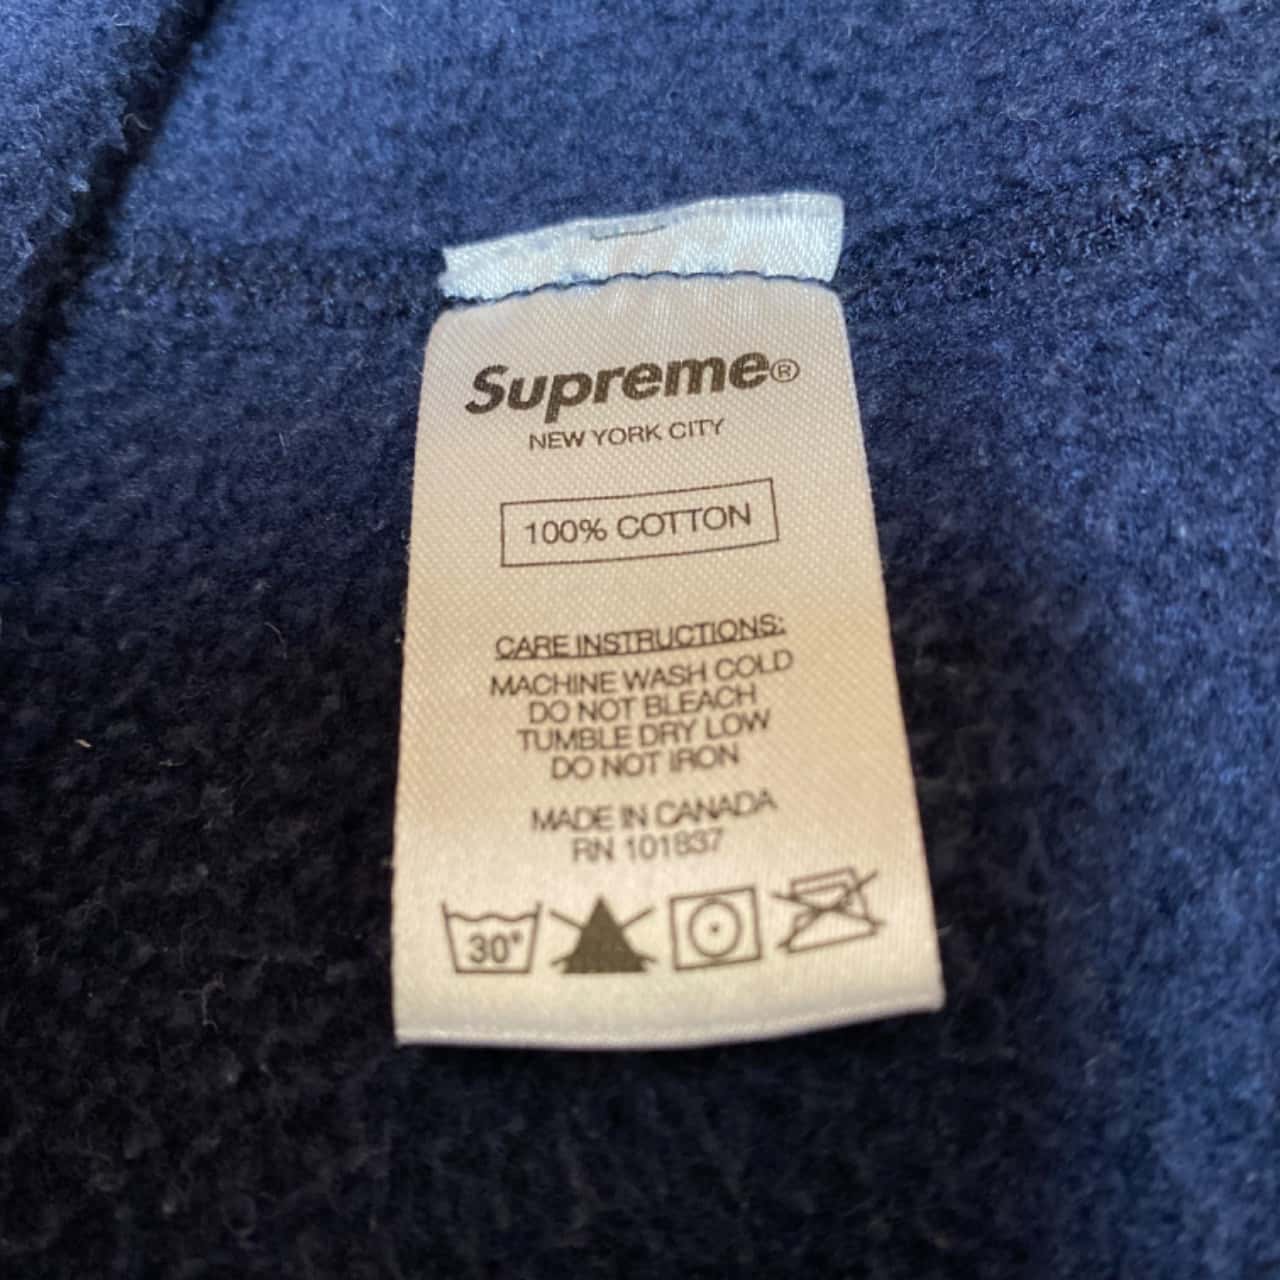 Supreme®
NEW YORK CITY
100% COTTON
CARE INSTRUCTIONS:
MACHINE WASH COLD
DO NOT BLEACH
TUMBLE DRY LOW
DO NOT IRON
MADE IN CANADA
RN 101837
30°